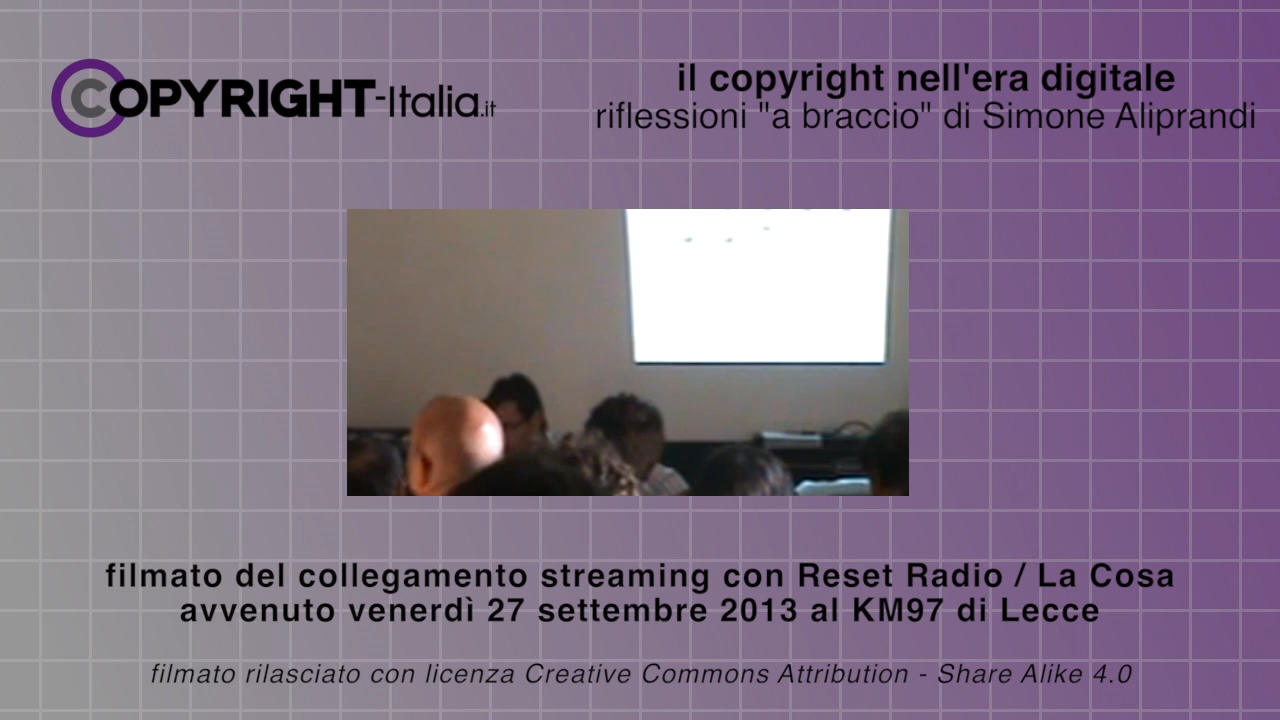 COPYRIGHT-Italia.it
il copyright nell'era digitale
riflessioni "a braccio" di Simone Aliprandi
filmato del collegamento streaming con Reset Radio / La Cosa
avvenuto venerdì 27 settembre 2013 al KM97 di Lecce
filmato rilasciato con licenza Creative Commons Attribution - Share Alike 4.0